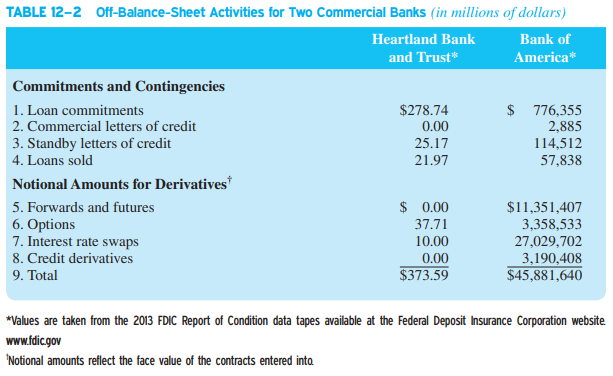 TABLE 12–2 Off-Balance-Sheet Activities for Two Commercial Banks (in millions of dollars)
Heartland Bank and Trust* Bank of America*
Commitments and Contingencies
1. Loan commitments $278.74 $ 776,355
2. Commercial letters of credit 0.00 2,885
3. Standby letters of credit 25.17 114,512
4. Loans sold 21.97 57,838
Notional Amounts for Derivatives†
5. Forwards and futures $ 0.00 $11,351,407
6. Options 37.71 3,358,533
7. Interest rate swaps 10.00 27,029,702
8. Credit derivatives 0.00 3,190,408
9. Total $373.59 $45,881,640
*Values are taken from the 2013 FDIC Report of Condition data tapes available at the Federal Deposit Insurance Corporation website.
www.fdic.gov
†Notional amounts reflect the face value of the contracts entered into.